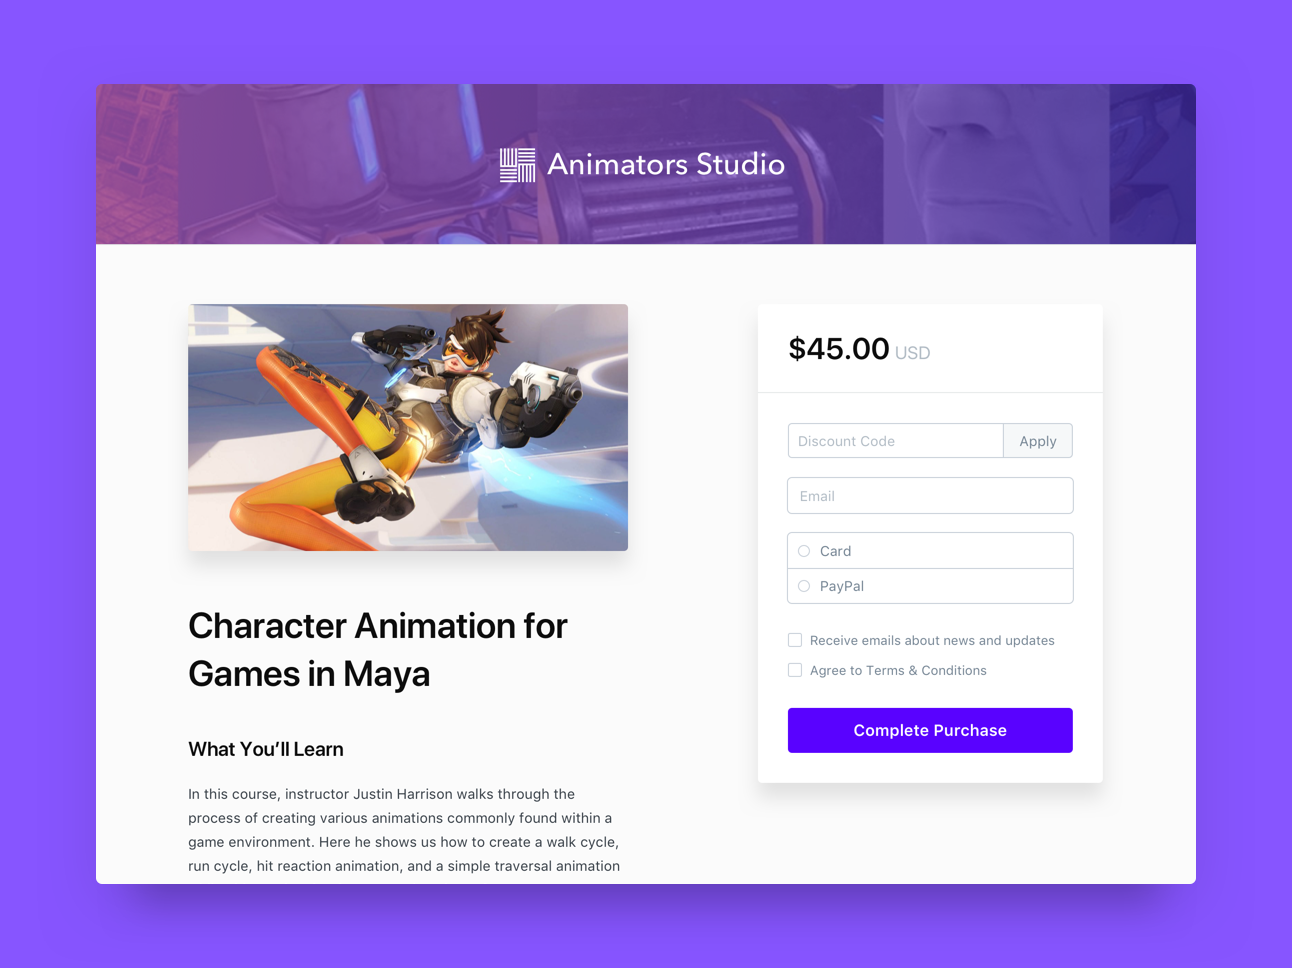 Animators Studio
$45.00 USD
Discount Code
Apply
Email
Card
PayPal
Receive emails about news and updates
Agree to Terms & Conditions
Complete Purchase
Character Animation for
Games in Maya
What You’ll Learn
In this course, instructor Justin Harrison walks through the
process of creating various animations commonly found within a
game environment. Here he shows us how to create a walk cycle,
run cycle, hit reaction animation, and a simple traversal animation